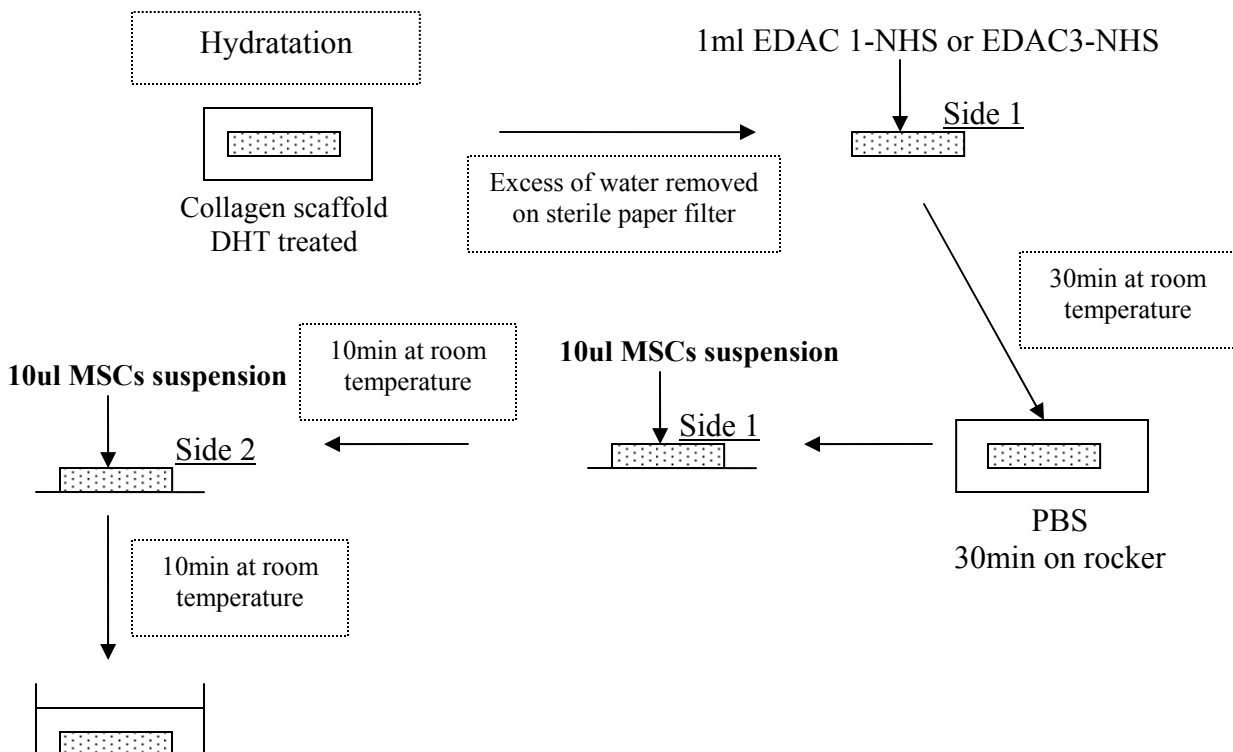 Hydratation
Collagen scaffold
DHT treated
Excess of water removed
on sterile paper filter
1ml EDAC 1-NHS or EDAC3-NHS
Side 1
30min at room
temperature
PBS
30min on rocker
10ul MSCs suspension
Side 1
10min at room
temperature
10ul MSCs suspension
Side 2
10min at room
temperature